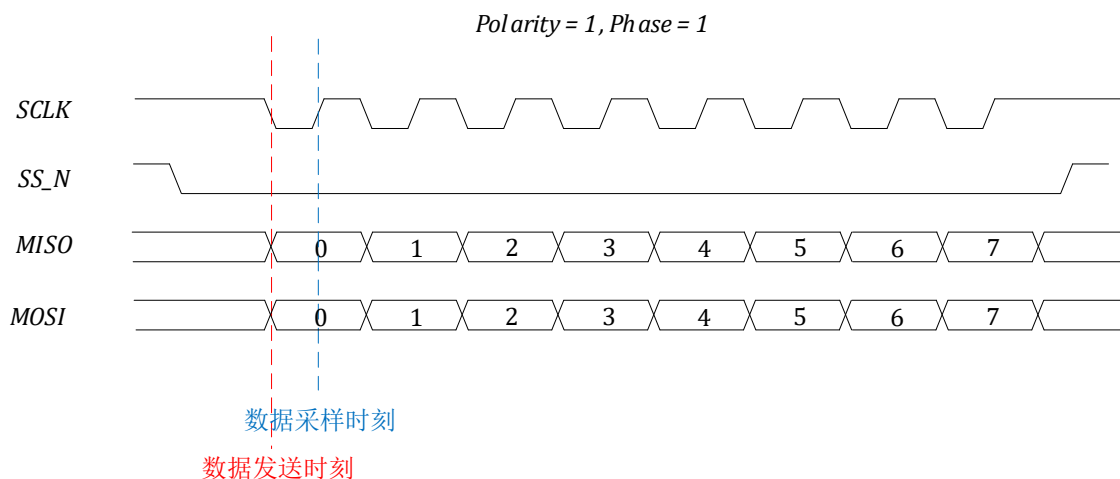 Polarity = 1, Phase = 1
SCLK
SS_N
MISO 0 1 2 3 4 5 6 7
MOSI 0 1 2 3 4 5 6 7
数据采样时刻
数据发送时刻